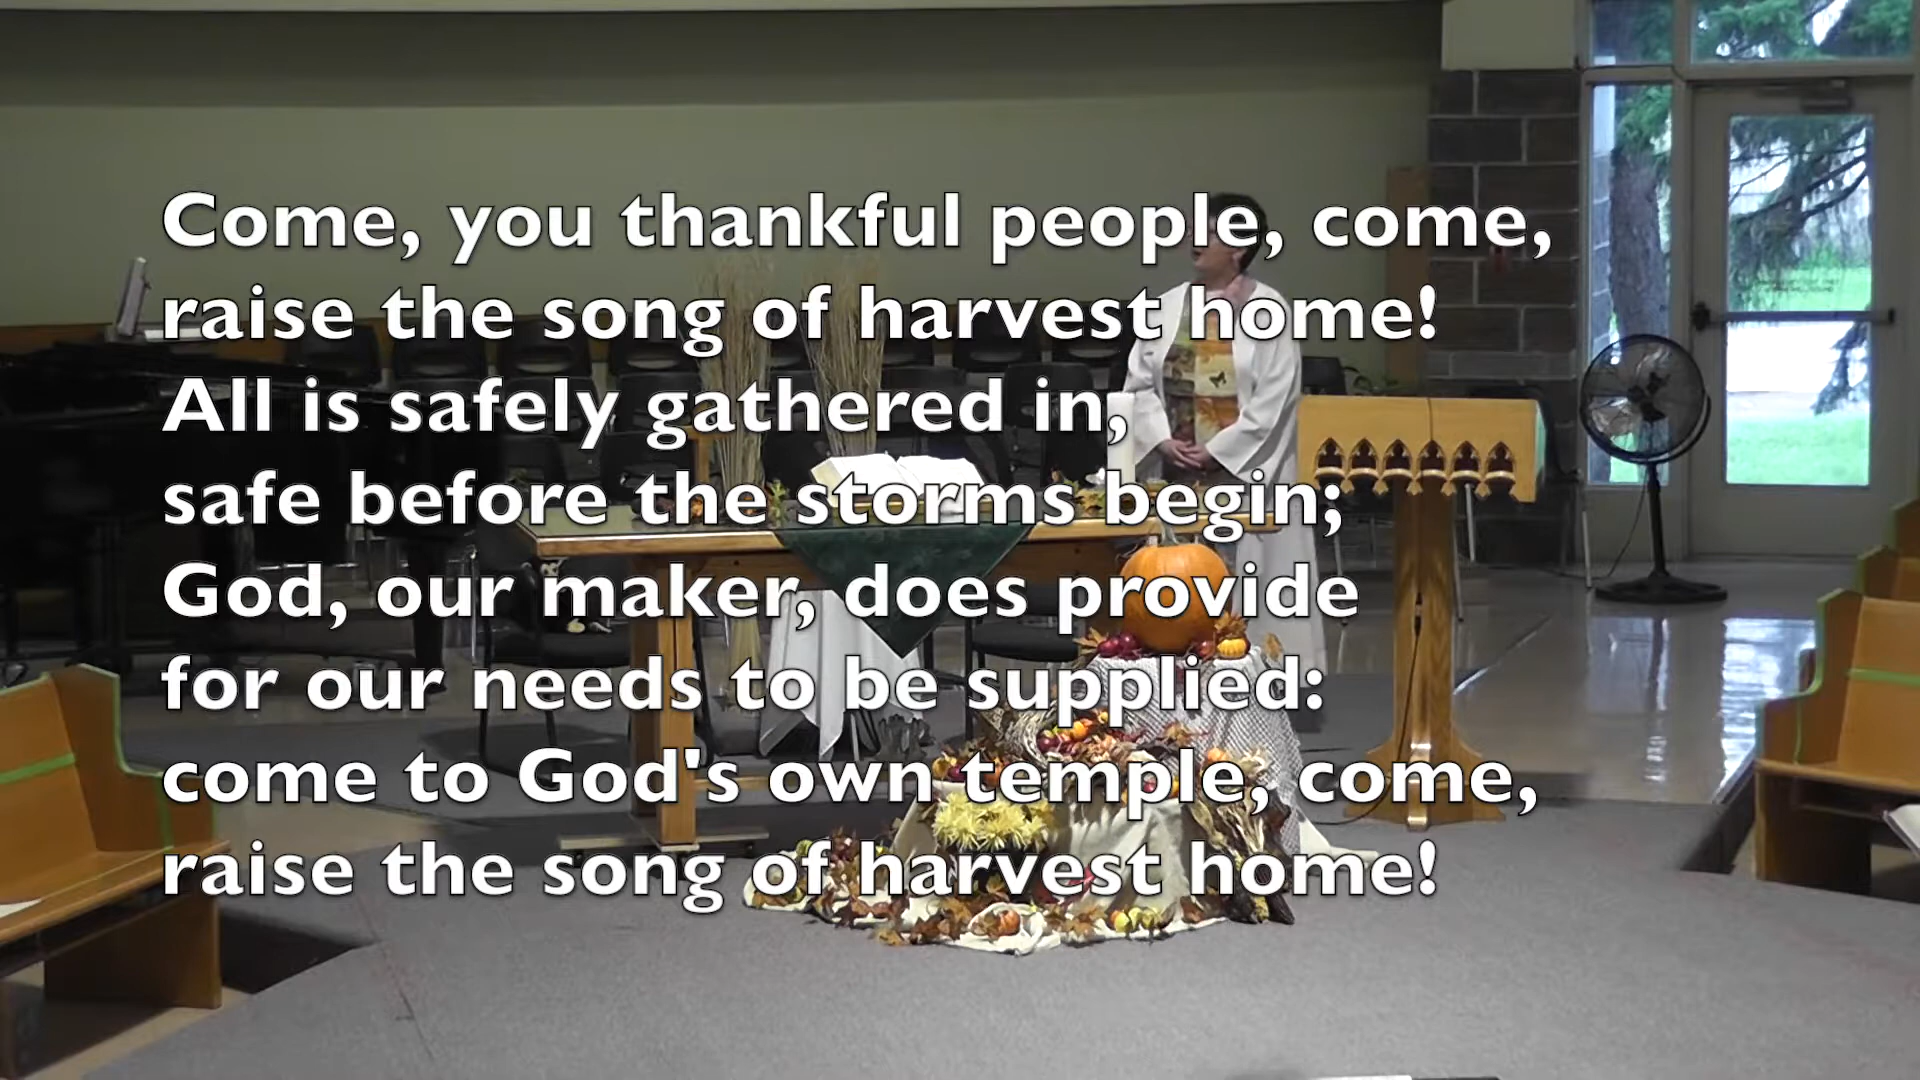 Come, you thankful people, come,
raise the song of harvest home!
All is safely gathered in,
safe before the storms begin;
God, our maker, does provide
for our needs to be supplied:
come to God's own temple, come,
raise the song of harvest home!